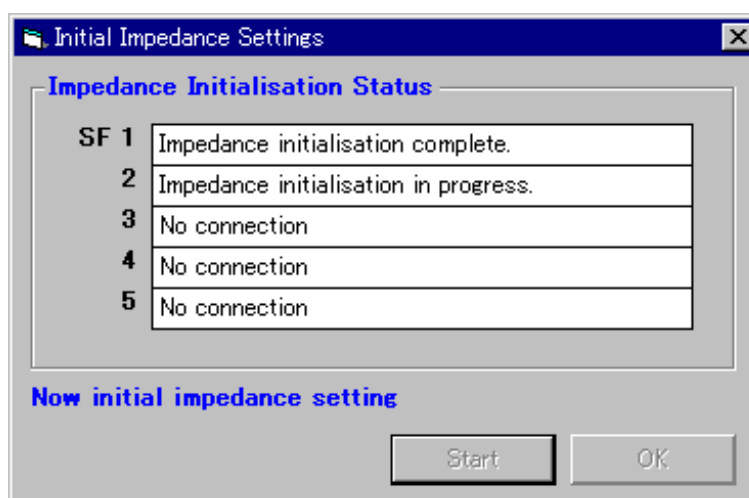 Initial Impedance Settings
Impedance Initialisation Status
SF 1 Impedance initialisation complete.
2 Impedance initialisation in progress.
3 No connection
4 No connection
5 No connection
Now initial impedance setting
Start OK